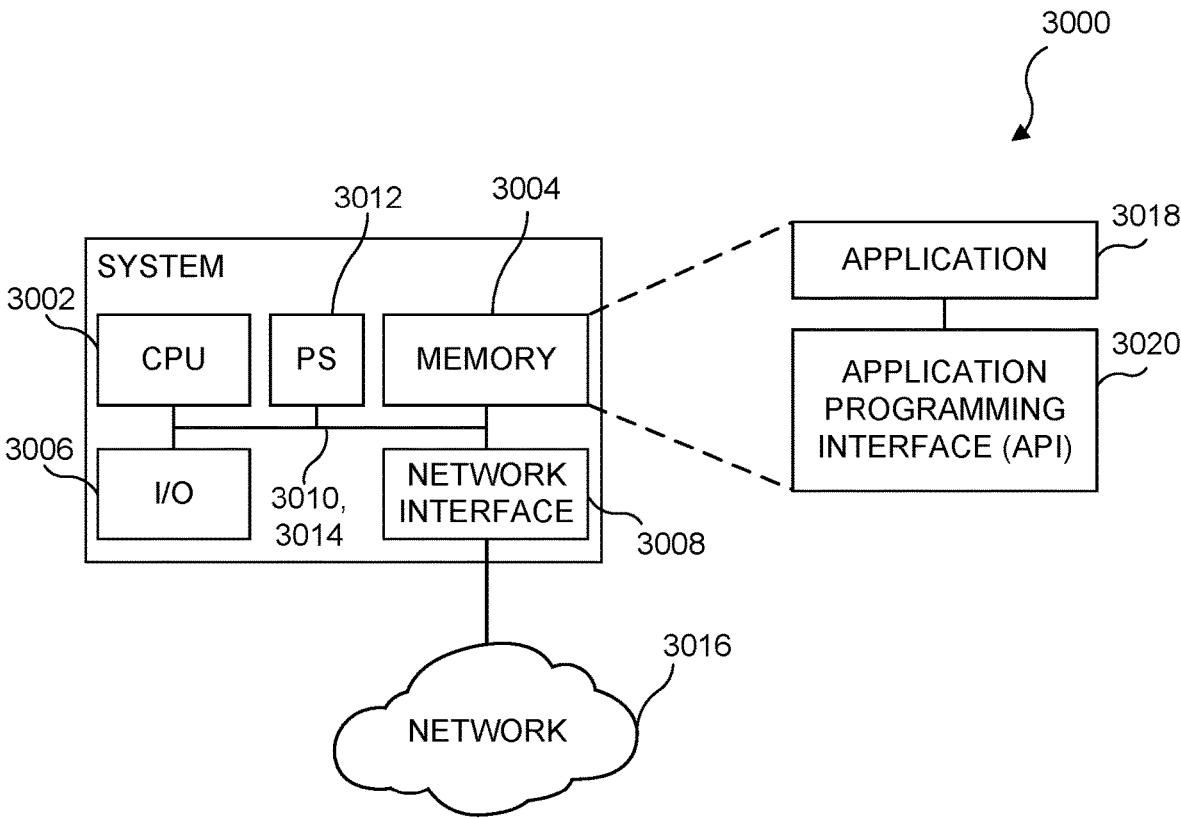 3000
3012
3004
3018
SYSTEM
APPLICATION
3002
3020
CPU
PS
MEMORY
APPLICATION
PROGRAMMING
INTERFACE (API)
3006
I/O
3010,
3014
NETWORK
INTERFACE
3008
3016
NETWORK